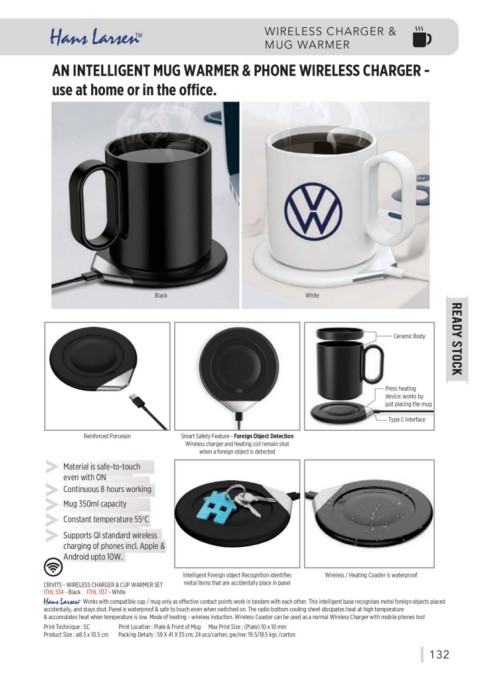 Hans Larsen™
WIRELESS CHARGER &
MUG WARMER
AN INTELLIGENT MUG WARMER & PHONE WIRELESS CHARGER -
use at home or in the office.
Black
White
READY STOCK
Ceramic Body
Press heating
device: works by
just placing the mug
Type C interface
Reinforced Porcelain
Smart Safety Feature - Foreign Object Detection
Wireless charger and heating coil remain shut
when a foreign object is detected
Material is safe-to-touch
even with ON
Continuous 8 hours working
Mug 350ml capacity
Constant temperature 55°C
Supports QI standard wireless
charging of phones incl. Apple &
Android upto 10W.
Intelligent Foreign object Recognition identifies
metal items that are accidentally place in panel
Wireless / Heating Coader is waterproof
CRIVITS - WIRELESS CHARGER & CUP WARMER SET
ITHL 534 - Black ITHL 1137 - White
Hans Larsen® Works with compatible cup / mug only as effective contact points work in tandem with each other. This intelligent base recognises metal foreign objects placed
accidentally, and stays shut. Panel is waterproof & safe to touch even when switched on. The radio bottom cooling sheet dissipates heat at high temperature
& accumulates heat when temperature is low. Mode of heating - wireless induction. Wireless Coaster can be used as a normal Wireless Charger with mobile phones too!
Print Technique : SC Print Location : Plate & Front of Mug Max Print Size : (Plate) 10 x 10 mm
Product Size : ø8.5 x 10.5 cm Packing Details : 59 X 41 X 35 cm; 24 pcs/carton; gw/nw: 19.5/18.5 kgs /carton
132